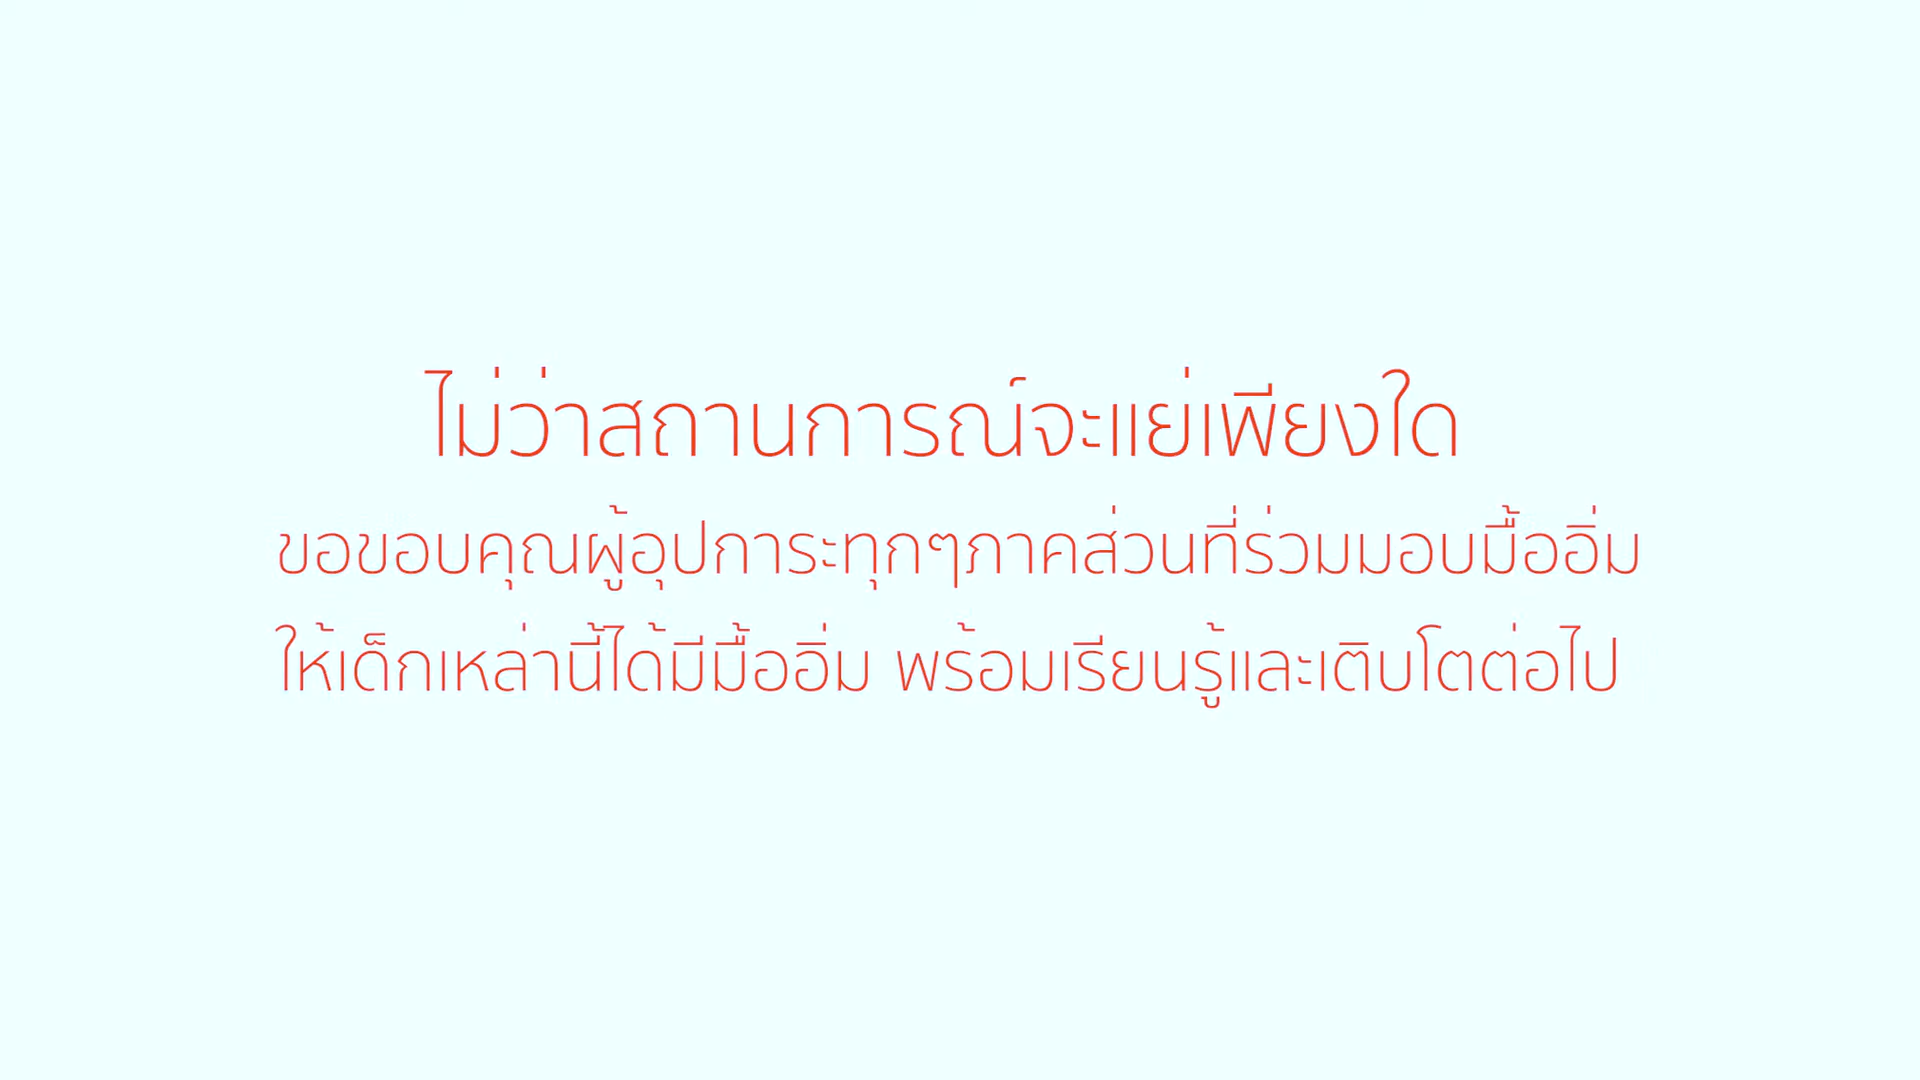 ไม่ว่าสถานการณ์จะแย่เพียงใด
ขอขอบคุณผู้อุปการะทุกๆภาคส่วนที่ร่วมมอบมื้ออิ่ม
ให้เด็กเหล่านี้ได้มีมื้ออิ่ม พร้อมเรียนรู้และเติบโตต่อไป